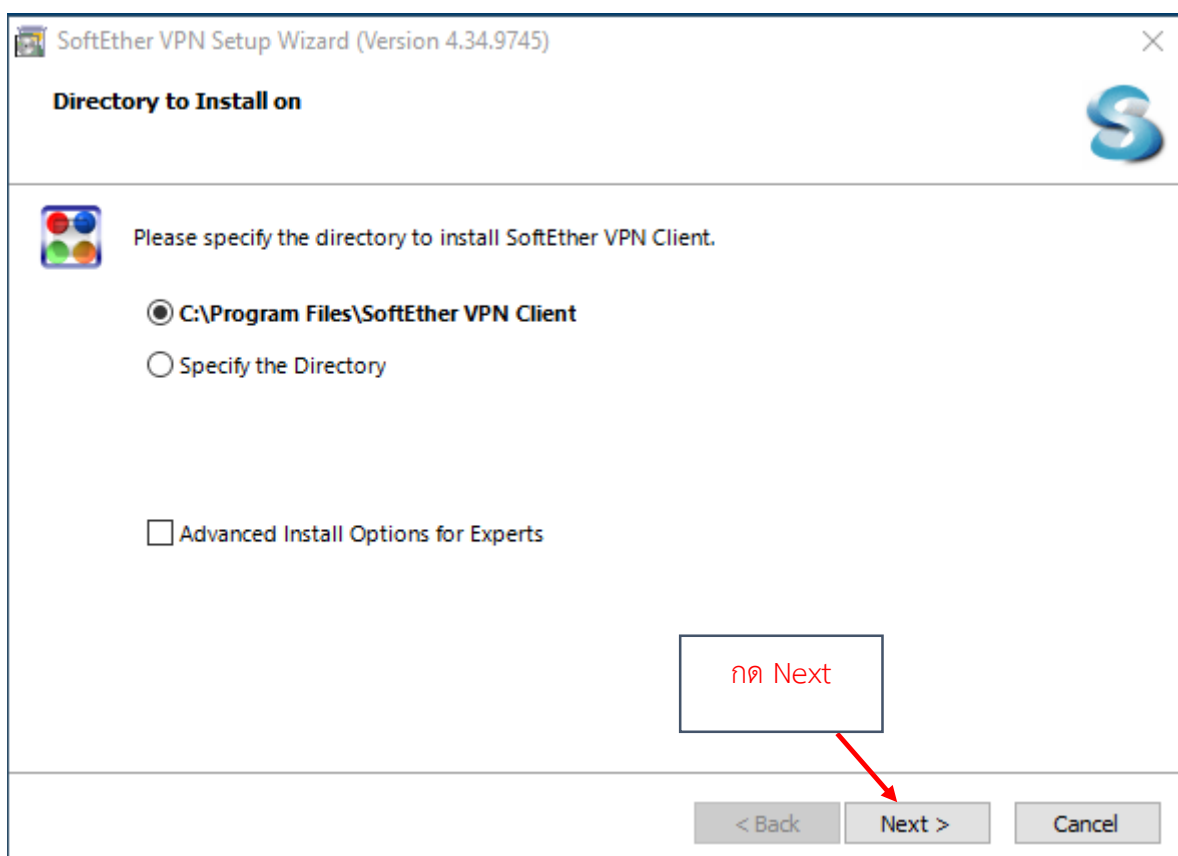 SoftEther VPN Setup Wizard (Version 4.34.9745)
Directory to Install on
Please specify the directory to install SoftEther VPN Client.
C:\Program Files\SoftEther VPN Client
Specify the Directory
Advanced Install Options for Experts
กด Next
< Back
Next >
Cancel